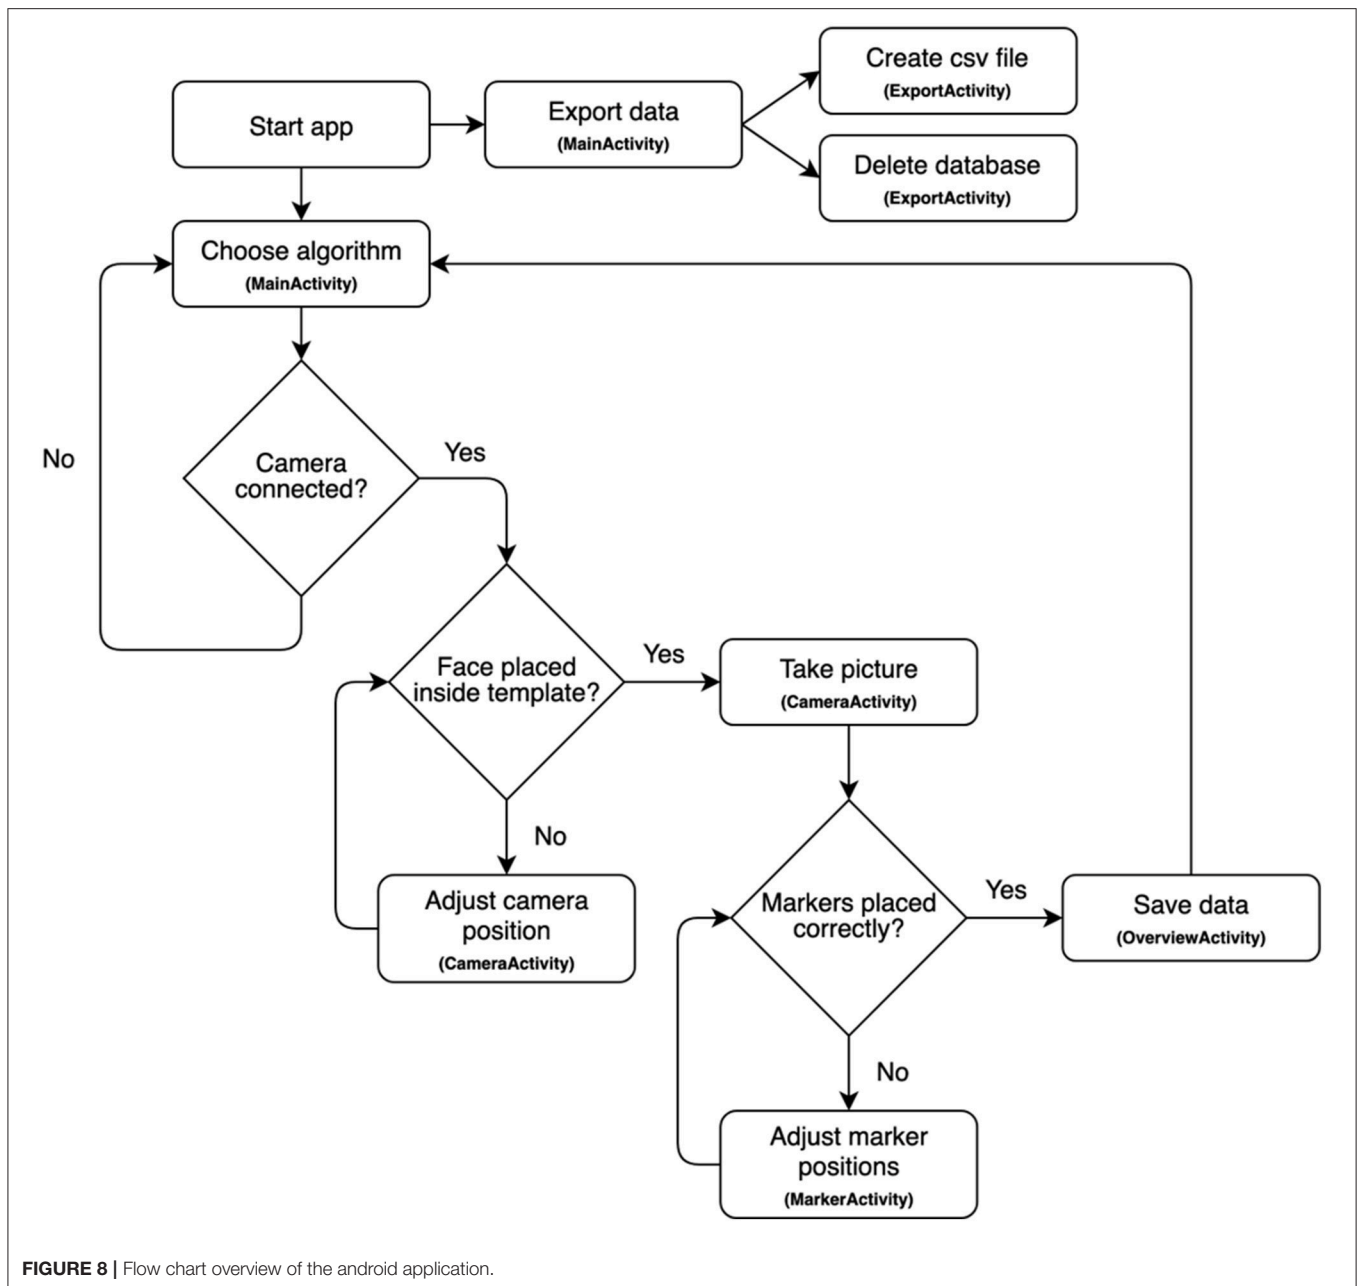 Start app
Export data
(MainActivity)
Create csv file
(ExportActivity)
Delete database
(ExportActivity)
Choose algorithm
(MainActivity)
No
Camera
connected?
Yes
Face placed
inside template?
Yes
Take picture
(CameraActivity)
No
Adjust camera
position
(CameraActivity)
Markers placed
correctly?
Yes
Save data
(OverviewActivity)
No
Adjust marker
positions
(MarkerActivity)
FIGURE 8 | Flow chart overview of the android application.